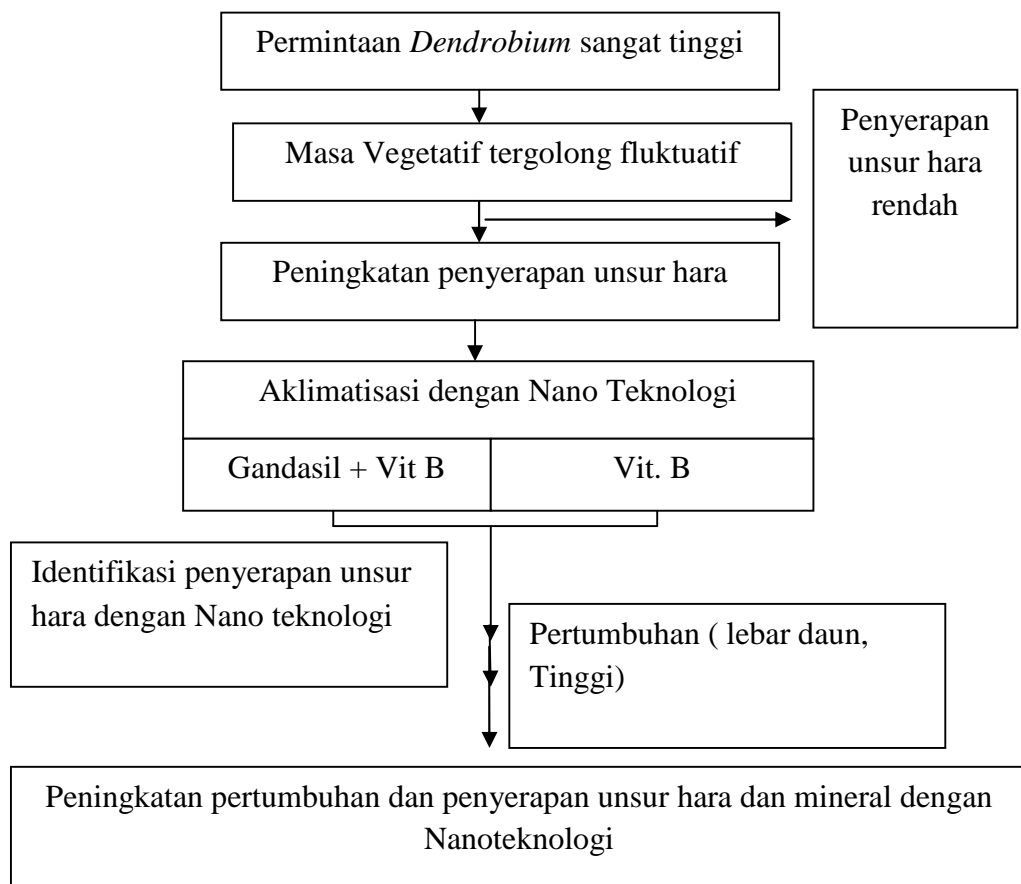 Permintaan Dendrobium sangat tinggi
Masa Vegetatif tergolong fluktuatif
Penyerapan
unsur hara
rendah
Peningkatan penyerapan unsur hara
Aklimatisasi dengan Nano Teknologi
Gandasil + Vit B
Vit. B
Identifikasi penyerapan unsur
hara dengan Nano teknologi
Pertumbuhan ( lebar daun,
Tinggi)
Peningkatan pertumbuhan dan penyerapan unsur hara dan mineral dengan
Nanoteknologi